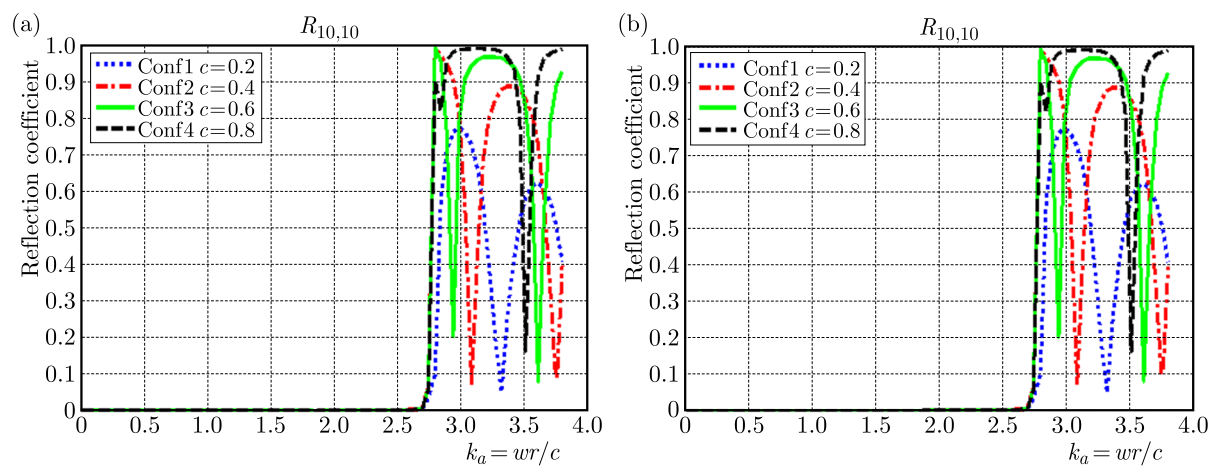 (a)
R10,10
Reflection coefficient
1.0
0.9
0.8
0.7
0.6
0.5
0.4
0.3
0.2
0.1
0
Conf1 c=0.2
Conf2 c=0.4
Conf3 c=0.6
Conf4 c=0.8
0 0.5 1.0 1.5 2.0 2.5 3.0 3.5 4.0
ka = wr/c
(b)
R10,10
Reflection coefficient
1.0
0.9
0.8
0.7
0.6
0.5
0.4
0.3
0.2
0.1
0
Conf1 c=0.2
Conf2 c=0.4
Conf3 c=0.6
Conf4 c=0.8
0 0.5 1.0 1.5 2.0 2.5 3.0 3.5 4.0
ka = wr/c